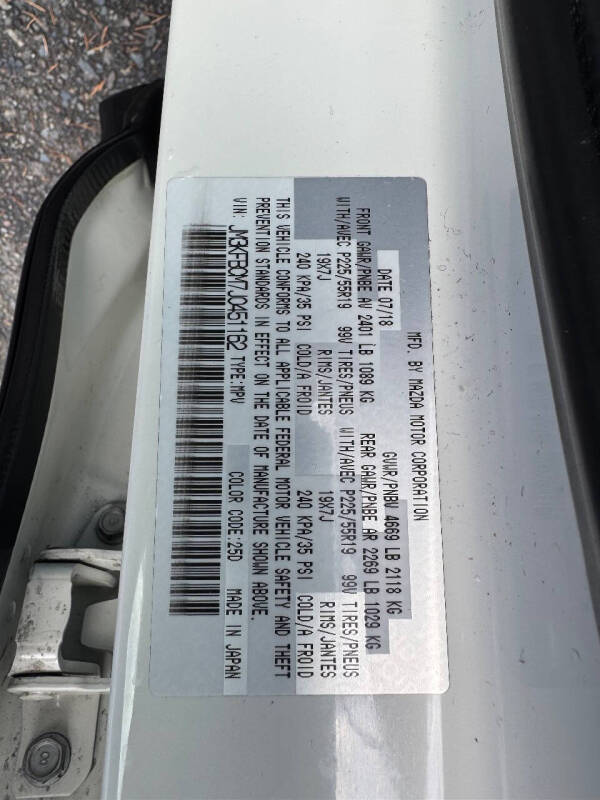 MFD. BY MAZDA MOTOR CORPORATION
DATE 07/18 GVWR/PNBV 4669 LB 2118 KG
FRONT GAWR/PNBE AV 2401 LB 1089 KG REAR GAWR/PNBE AR 2269 LB 1029 KG
WITH/AVEC P225/55R19 99V TIRES/PNEUS WITH/AVEC P225/55R19 99V TIRES/PNEUS
19X7J RIMS/JANTES 19X7J RIMS/JANTES
240 KPA/35 PSI COLD/A FROID 240 KPA/35 PSI COLD/A FROID
THIS VEHICLE CONFORMS TO ALL APPLICABLE FEDERAL MOTOR VEHICLE SAFETY AND THEFT
PREVENTION STANDARDS IN EFFECT ON THE DATE OF MANUFACTURE SHOWN ABOVE.
VIN: JM3KFBCM7J0451162 TYPE:MPV COLOR CODE:25D MADE IN JAPAN
8